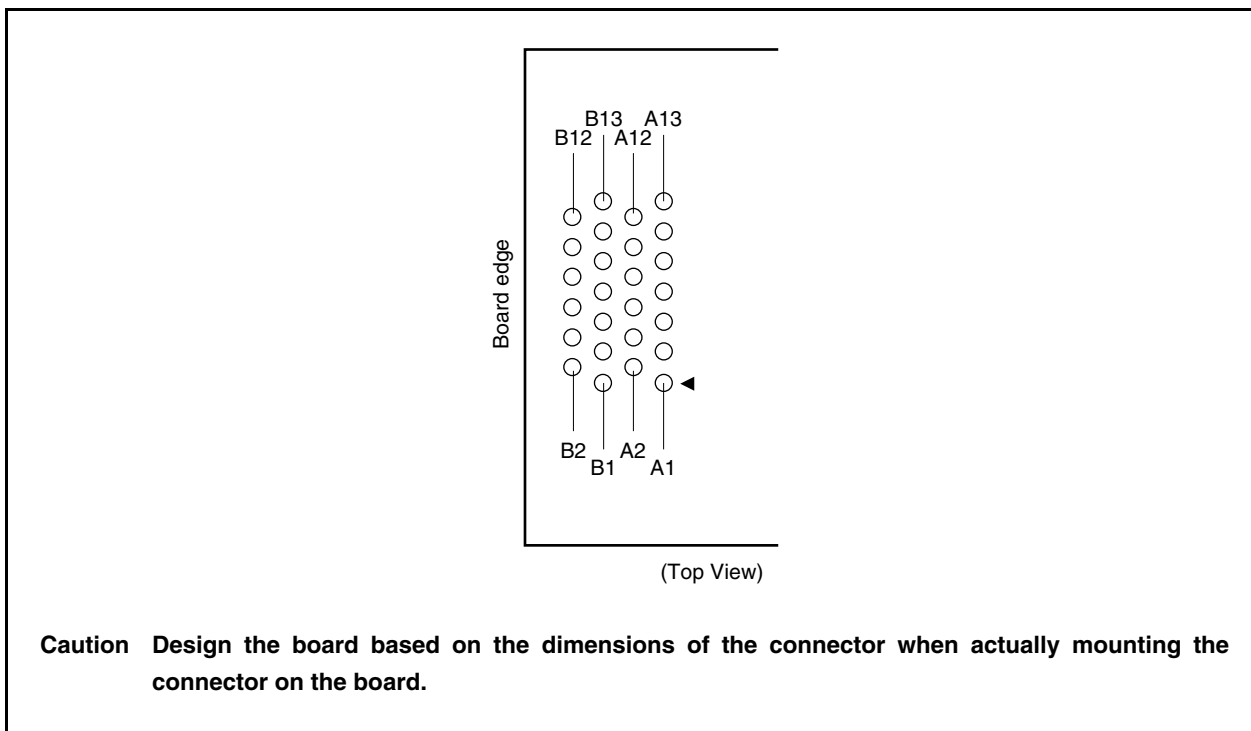 B13 A13
B12 A12
Board edge
B2 A2
B1 A1
(Top View)
Caution Design the board based on the dimensions of the connector when actually mounting the
connector on the board.